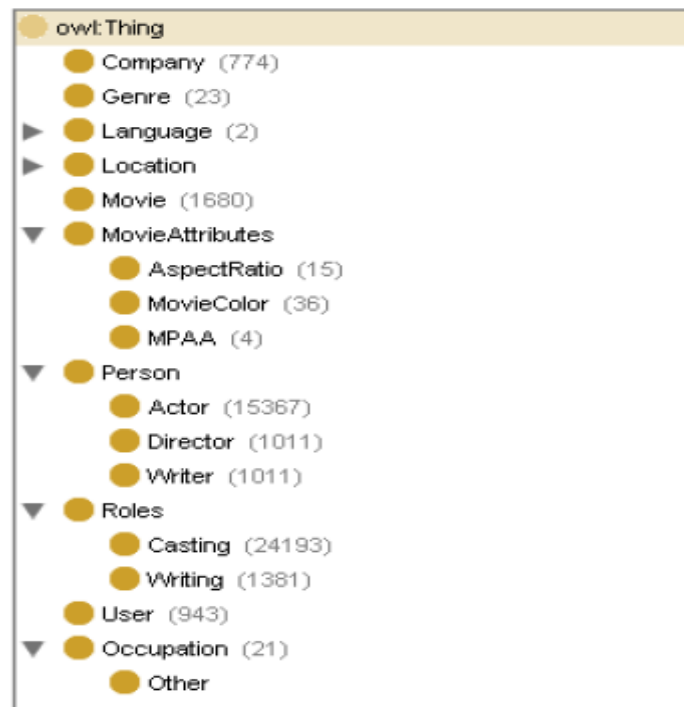 owl:Thing
Company (774)
Genre (23)
Language (2)
Location
Movie (1680)
MovieAttributes
AspectRatio (15)
MovieColor (36)
MPAA (4)
Person
Actor (15367)
Director (1011)
Writer (1011)
Roles
Casting (24193)
Writing (1381)
User (943)
Occupation (21)
Other